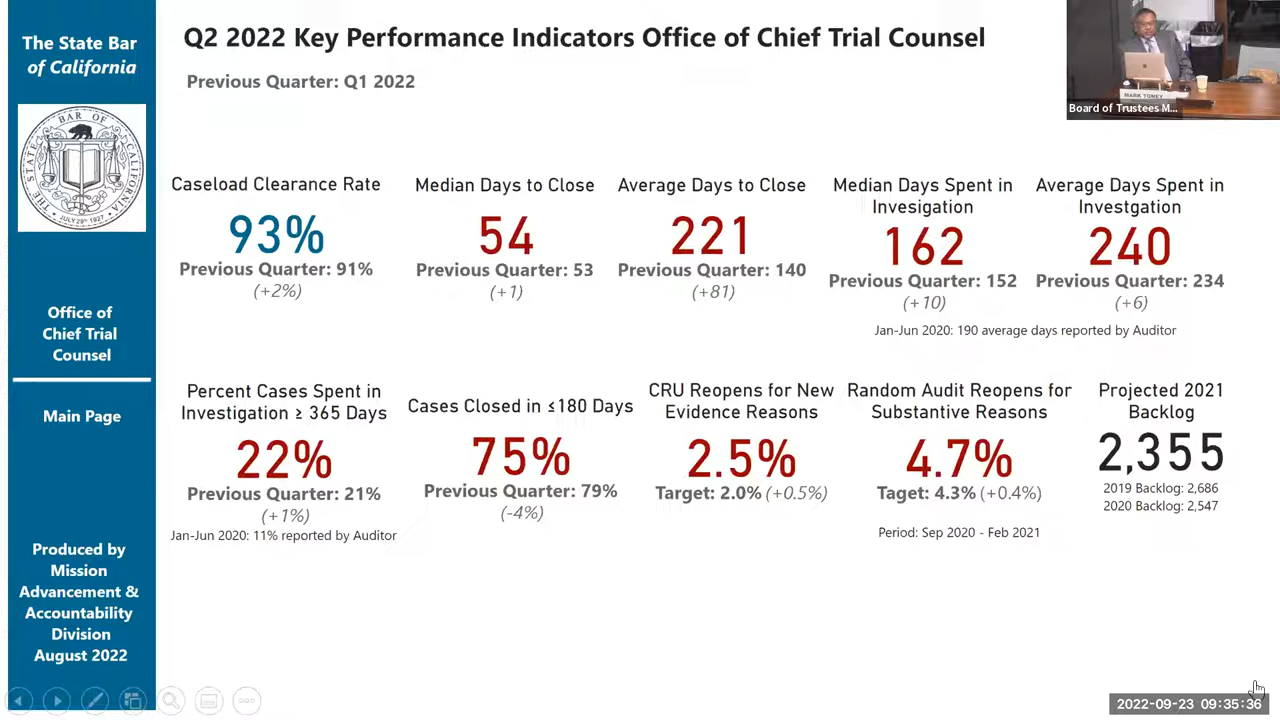 The State Bar
of California
BAR OF
THE STATE
CALIFORNIA
JULY 29TH 1927
Office of
Chief Trial
Counsel
Main Page
Produced by
Mission
Advancement &
Accountability
Division
August 2022
Q2 2022 Key Performance Indicators Office of Chief Trial Counsel
Previous Quarter: Q1 2022
MARK TONEY
Board of Trustees M...
Caseload Clearance Rate
93%
Previous Quarter: 91%
(+2%)
Median Days to Close
54
Previous Quarter: 53
(+1)
Average Days to Close
221
Previous Quarter: 140
(+81)
Median Days Spent in
Invesigation
162
Previous Quarter: 152
(+10)
Average Days Spent in
Investgation
240
Previous Quarter: 234
(+6)
Jan-Jun 2020: 190 average days reported by Auditor
Percent Cases Spent in
Investigation ≥ 365 Days
22%
Previous Quarter: 21%
(+1%)
Jan-Jun 2020: 11% reported by Auditor
Cases Closed in ≤180 Days
75%
Previous Quarter: 79%
(-4%)
CRU Reopens for New
Evidence Reasons
2.5%
Target: 2.0% (+0.5%)
Random Audit Reopens for
Substantive Reasons
4.7%
Taget: 4.3% (+0.4%)
Period: Sep 2020 - Feb 2021
Projected 2021
Backlog
2,355
2019 Backlog: 2,686
2020 Backlog: 2,547
2022-09-23 09:35:36